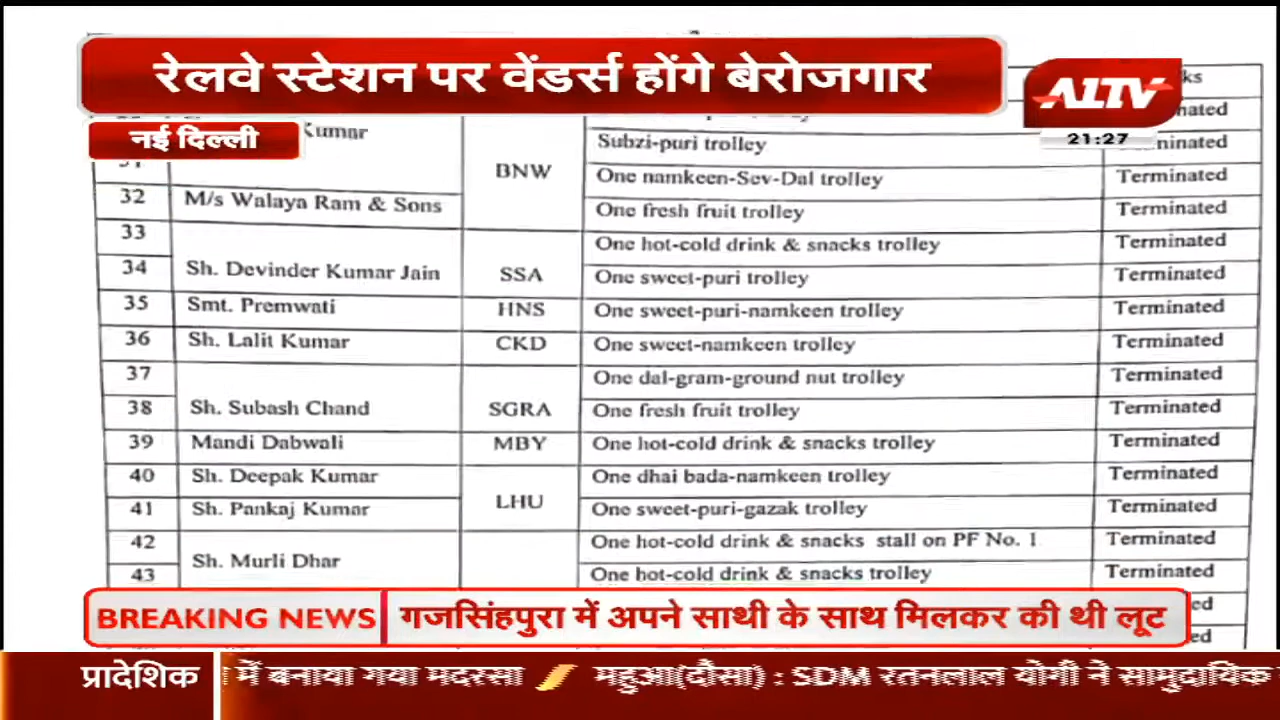 रेलवे स्टेशन पर वेंडर्स होंगे बेरोजगार
ALTV
21:27
नई दिल्ली
Kumar
BNW
Subzi-puri trolley
One namkeen-Sev-Dal trolley Terminated
32 M/s Walaya Ram & Sons One fresh fruit trolley Terminated
33 One hot-cold drink & snacks trolley Terminated
34 Sh. Devinder Kumar Jain SSA One sweet-puri trolley Terminated
35 Smt. Premwati HNS One sweet-puri-namkeen trolley Terminated
36 Sh. Lalit Kumar CKD One sweet-namkeen trolley Terminated
37 One dal-gram-ground nut trolley Terminated
38 Sh. Subash Chand SGRA One fresh fruit trolley Terminated
39 Mandi Dabwali MBY One hot-cold drink & snacks trolley Terminated
40 Sh. Deepak Kumar One dhai bada-namkeen trolley Terminated
41 Sh. Pankaj Kumar LHU One sweet-puri-gazak trolley Terminated
42 One hot-cold drink & snacks stall on PF No. 1 Terminated
Sh. Murli Dhar
43 One hot-cold drink & snacks trolley Terminated
BREAKING NEWS गजसिंहपुरा में अपने साथी के साथ मिलकर की थी लूट
प्रादेशिक में बनाया गया मदरसा महुआ(दौसा) : SDM रतनलाल योगी ने सामुदायिक